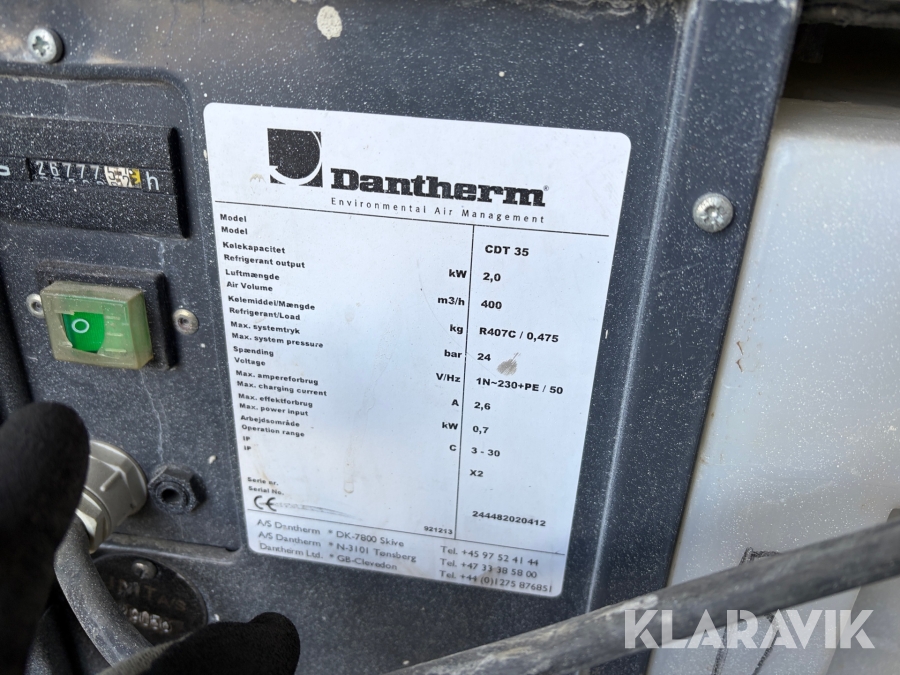 26777
h
Dantherm®
Environmental Air Management
Model
Model CDT 35
Kølekapacitet
Refrigerant output kW 2,0
Luftmængde
Air Volume m3/h 400
Kølemiddel/Mængde
Refrigerant/Load kg R407C / 0,475
Max. systemtryk
Max. system pressure bar 24
Spænding
Voltage V/Hz 1N~230+PE / 50
Max. ampereforbrug
Max. charging current A 2,6
Max. effektforbrug
Max. power input kW 0,7
Arbejdsområde
Operation range C 3 - 30
IP
IP X2
Serie nr.
Serial No. 244482020412
CE
921213
A/S Dantherm * DK-7800 Skive Tel. +45 97 52 41 44
A/S Dantherm * N-3101 Tønsberg Tel. +47 33 38 58 00
Dantherm Ltd. * GB-Clevedon Tel. +44 (0)1275 876851
KLARAVIK